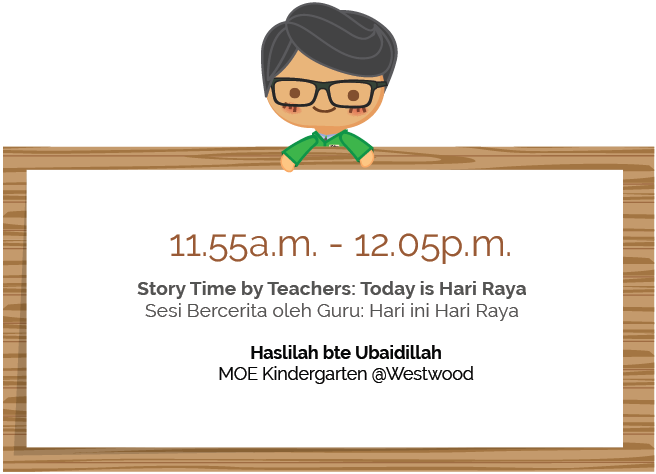 11.55a.m. - 12.05p.m.
Story Time by Teachers: Today is Hari Raya
Sesi Bercerita oleh Guru: Hari ini Hari Raya
Haslilah bte Ubaidillah
MOE Kindergarten @Westwood